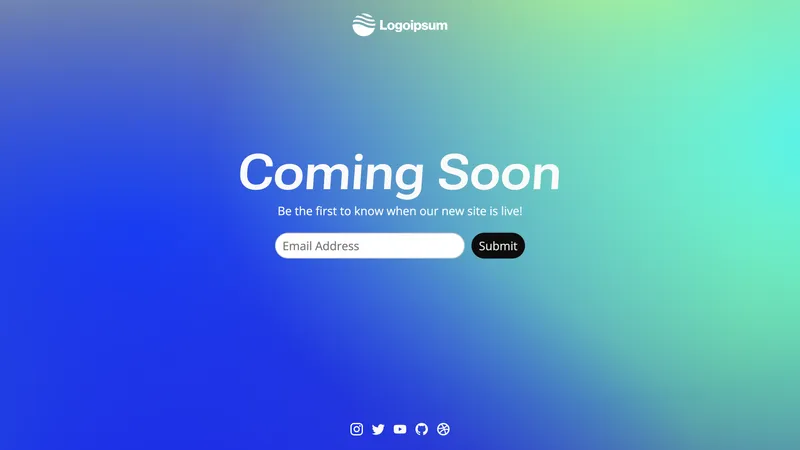 Logoipsum
Coming Soon
Be the first to know when our new site is live!
Email Address
Submit